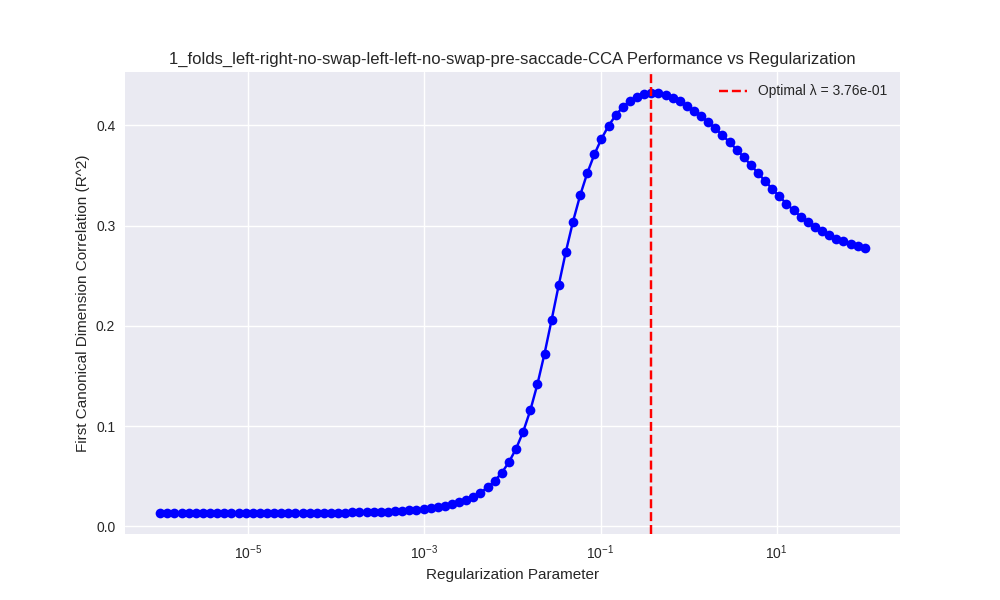 1_folds_left-right-no-swap-left-left-no-swap-pre-saccade-CCA Performance vs Regularization
Optimal λ = 3.76e-01
First Canonical Dimension Correlation (R^2)
0.4
0.3
0.2
0.1
0.0
10⁻⁵ 10⁻³ 10⁻¹ 10¹
Regularization Parameter